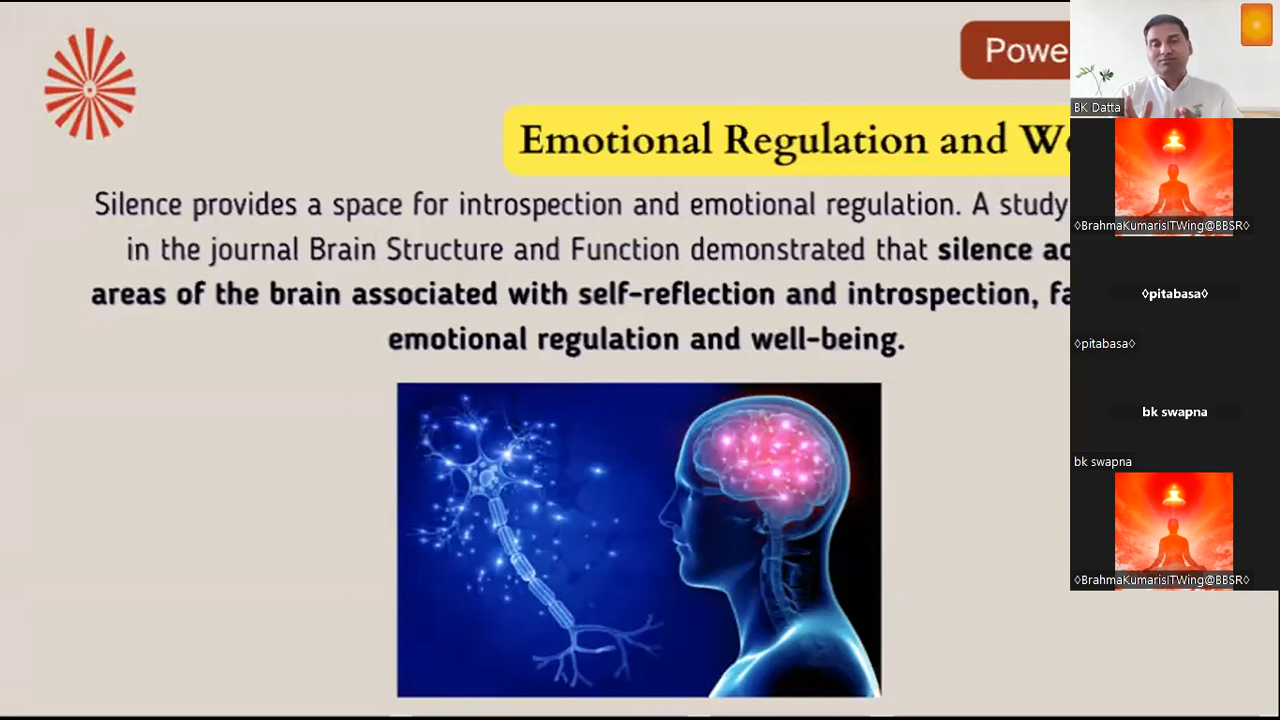 Powe
Emotional Regulation and We
Silence provides a space for introspection and emotional regulation. A study
in the journal Brain Structure and Function demonstrated that silence ac
areas of the brain associated with self-reflection and introspection, fa
emotional regulation and well-being.
BK Datta
◊BrahmaKumarisITWing@BBSR◊
◊pitabasa◊
◊pitabasa◊
bk swapna
bk swapna
◊BrahmaKumarisITWing@BBSR◊